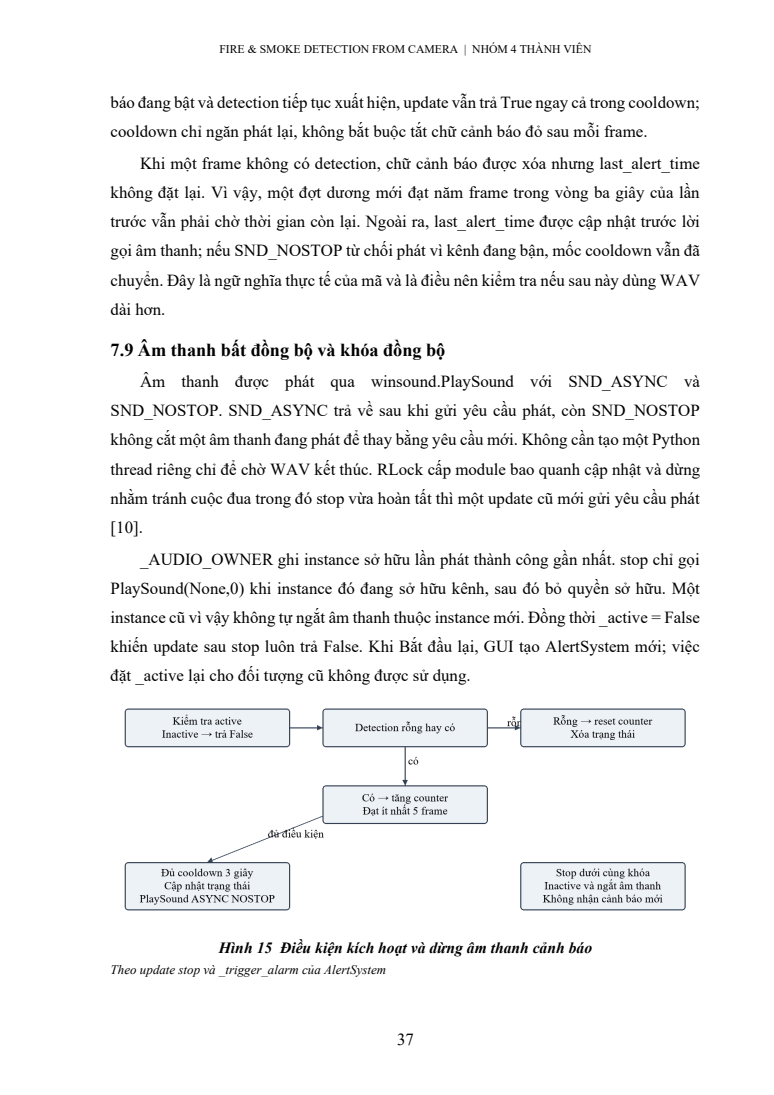 FIRE & SMOKE DETECTION FROM CAMERA | NHÓM 4 THÀNH VIÊN
báo đang bật và detection tiếp tục xuất hiện, update vẫn trả True ngay cả trong cooldown;
cooldown chỉ ngăn phát lại, không bắt buộc tắt chữ cảnh báo đỏ sau mỗi frame.
Khi một frame không có detection, chữ cảnh báo được xóa nhưng last_alert_time
không đặt lại. Vì vậy, một đợt dương mới đạt năm frame trong vòng ba giây của lần
trước vẫn phải chờ thời gian còn lại. Ngoài ra, last_alert_time được cập nhật trước lời
gọi âm thanh; nếu SND_NOSTOP từ chối phát vì kênh đang bận, mốc cooldown vẫn đã
chuyển. Đây là ngữ nghĩa thực tế của mã và là điều nên kiểm tra nếu sau này dùng WAV
dài hơn.
7.9 Âm thanh bất đồng bộ và khóa đồng bộ
Âm thanh được phát qua winsound.PlaySound với SND_ASYNC và
SND_NOSTOP. SND_ASYNC trả về sau khi gửi yêu cầu phát, còn SND_NOSTOP
không cắt một âm thanh đang phát để thay bằng yêu cầu mới. Không cần tạo một Python
thread riêng chỉ để chờ WAV kết thúc. RLock cấp module bao quanh cập nhật và dừng
nhằm tránh cuộc đua trong đó stop vừa hoàn tất thì một update cũ mới gửi yêu cầu phát
[10].
_AUDIO_OWNER ghi instance sở hữu lần phát thành công gần nhất. stop chỉ gọi
PlaySound(None,0) khi instance đó đang sở hữu kênh, sau đó bỏ quyền sở hữu. Một
instance cũ vì vậy không tự ngắt âm thanh thuộc instance mới. Đồng thời _active = False
khiến update sau stop luôn trả False. Khi Bắt đầu lại, GUI tạo AlertSystem mới; việc
đặt _active lại cho đối tượng cũ không được sử dụng.
Kiểm tra active
Inactive → trả False
Detection rỗng hay có
Rỗng → reset counter
Xóa trạng thái
có
Có → tăng counter
Đạt ít nhất 5 frame
đủ điều kiện
Đủ cooldown 3 giây
Cập nhật trạng thái
PlaySound ASYNC NOSTOP
Stop dưới cùng khóa
Inactive và ngắt âm thanh
Không nhận cảnh báo mới
Hình 15 Điều kiện kích hoạt và dừng âm thanh cảnh báo
Theo update stop và _trigger_alarm của AlertSystem
37